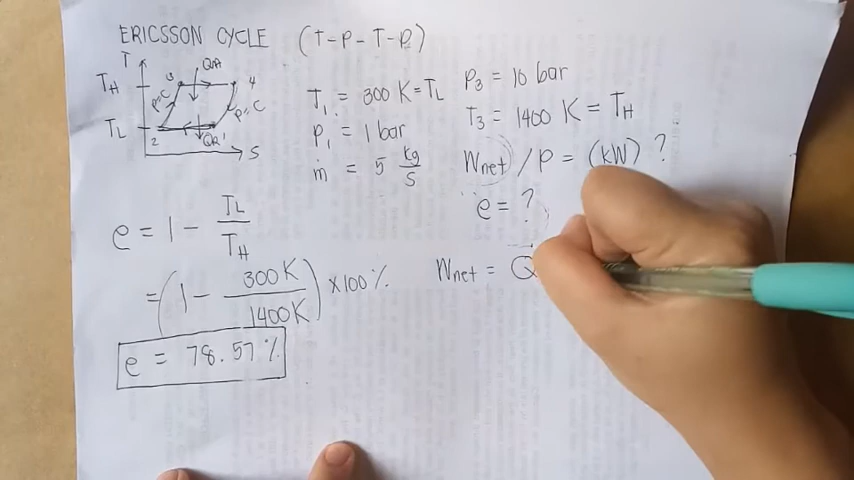 ERICSSON CYCLE (T-P-T-P)
T
QA
3
4
TH
P=C
P=C
TL
2
QR
1
S
T1 = 300 K = TL
P1 = 1 bar
ṁ = 5 kg/S
P3 = 10 bar
T3 = 1400 K = TH
Wnet / P = (kW) ?
e = ?
e = 1 - TL/TH
= (1 - 300K/1400K) ×100%
e = 78.57%
Wnet = Q